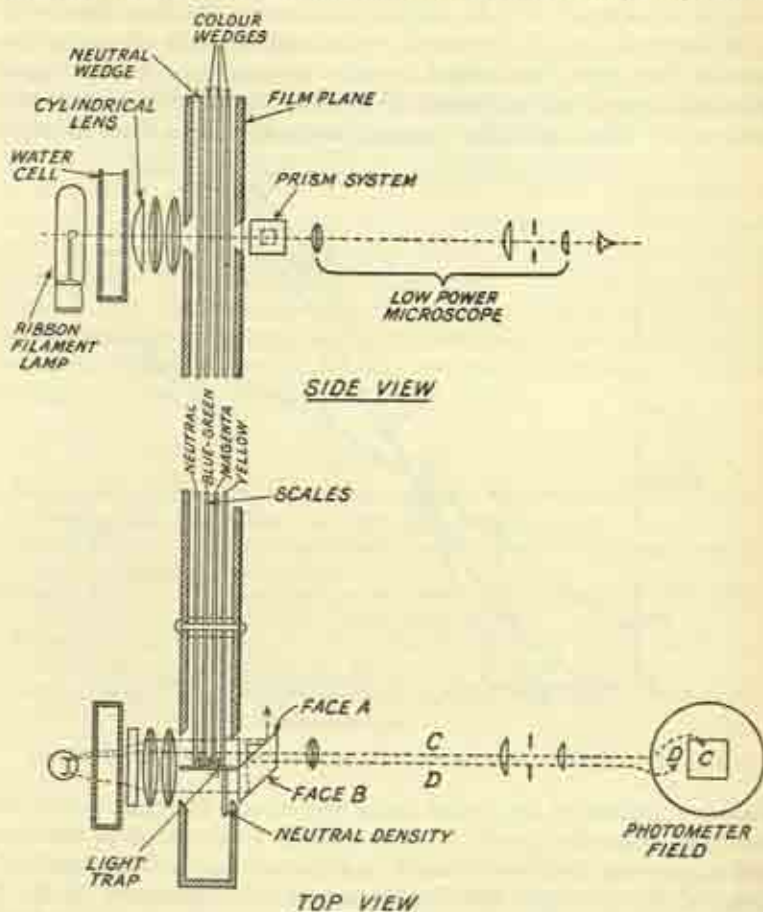 COLOUR
WEDGES
NEUTRAL
WEDGE
FILM PLANE
CYLINDRICAL
LENS
WATER
CELL
PRISM SYSTEM
LOW POWER
MICROSCOPE
RIBBON
FILAMENT
LAMP
SIDE VIEW
NEUTRAL
BLUE-GREEN
MAGENTA
YELLOW
SCALES
FACE A
C
D
D
C
FACE B
NEUTRAL DENSITY
LIGHT
TRAP
PHOTOMETER
FIELD
TOP VIEW